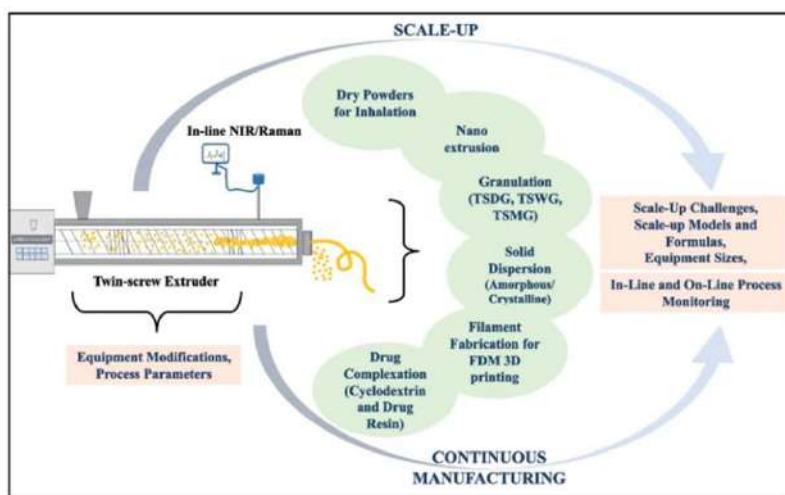 SCALE-UP
Dry Powders
for Inhalation
In-line NIR/Raman
Nano
extrusion
Granulation
(TSDG, TSWG,
TSMG)
Scale-Up Challenges,
Scale-up Models and
Formulas,
Equipment Sizes,
In-Line and On-Line Process
Monitoring
Solid
Dispersion
(Amorphous/
Crystalline)
Twin-screw Extruder
Equipment Modifications,
Process Parameters
Filament
Fabrication for
FDM 3D
printing
Drug
Complexation
(Cyclodextrin
and Drug
Resin)
CONTINUOUS
MANUFACTURING